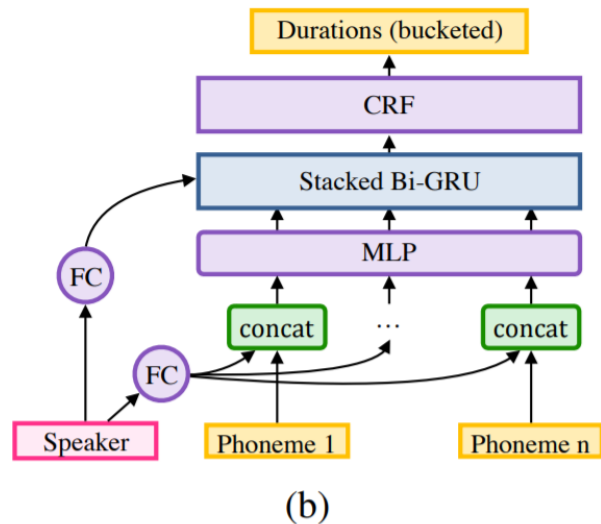 Durations (bucketed)
CRF
Stacked Bi-GRU
FC
MLP
concat
...
concat
FC
Speaker
Phoneme 1
Phoneme n
(b)